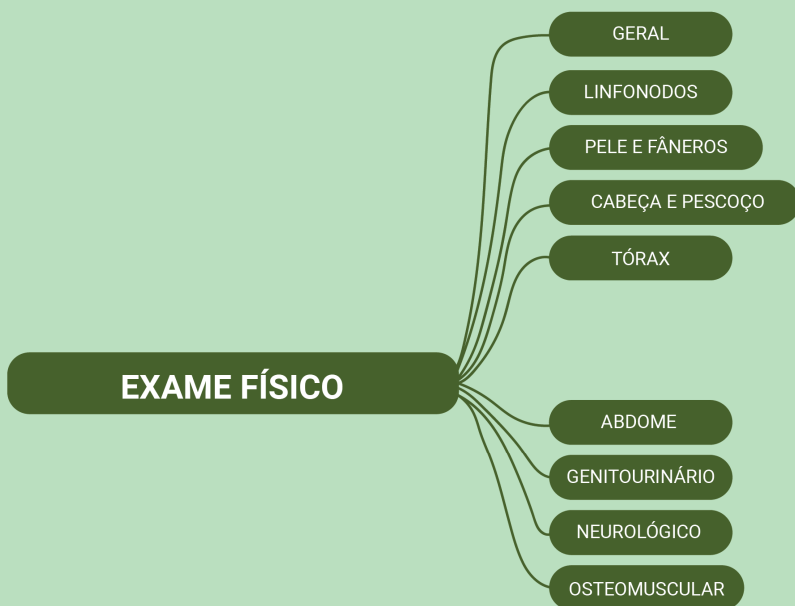 GERAL
LINFONODOS
PELE E FÂNEROS
CABEÇA E PESCOÇO
TÓRAX
EXAME FÍSICO
ABDOME
GENITOURINÁRIO
NEUROLÓGICO
OSTEOMUSCULAR